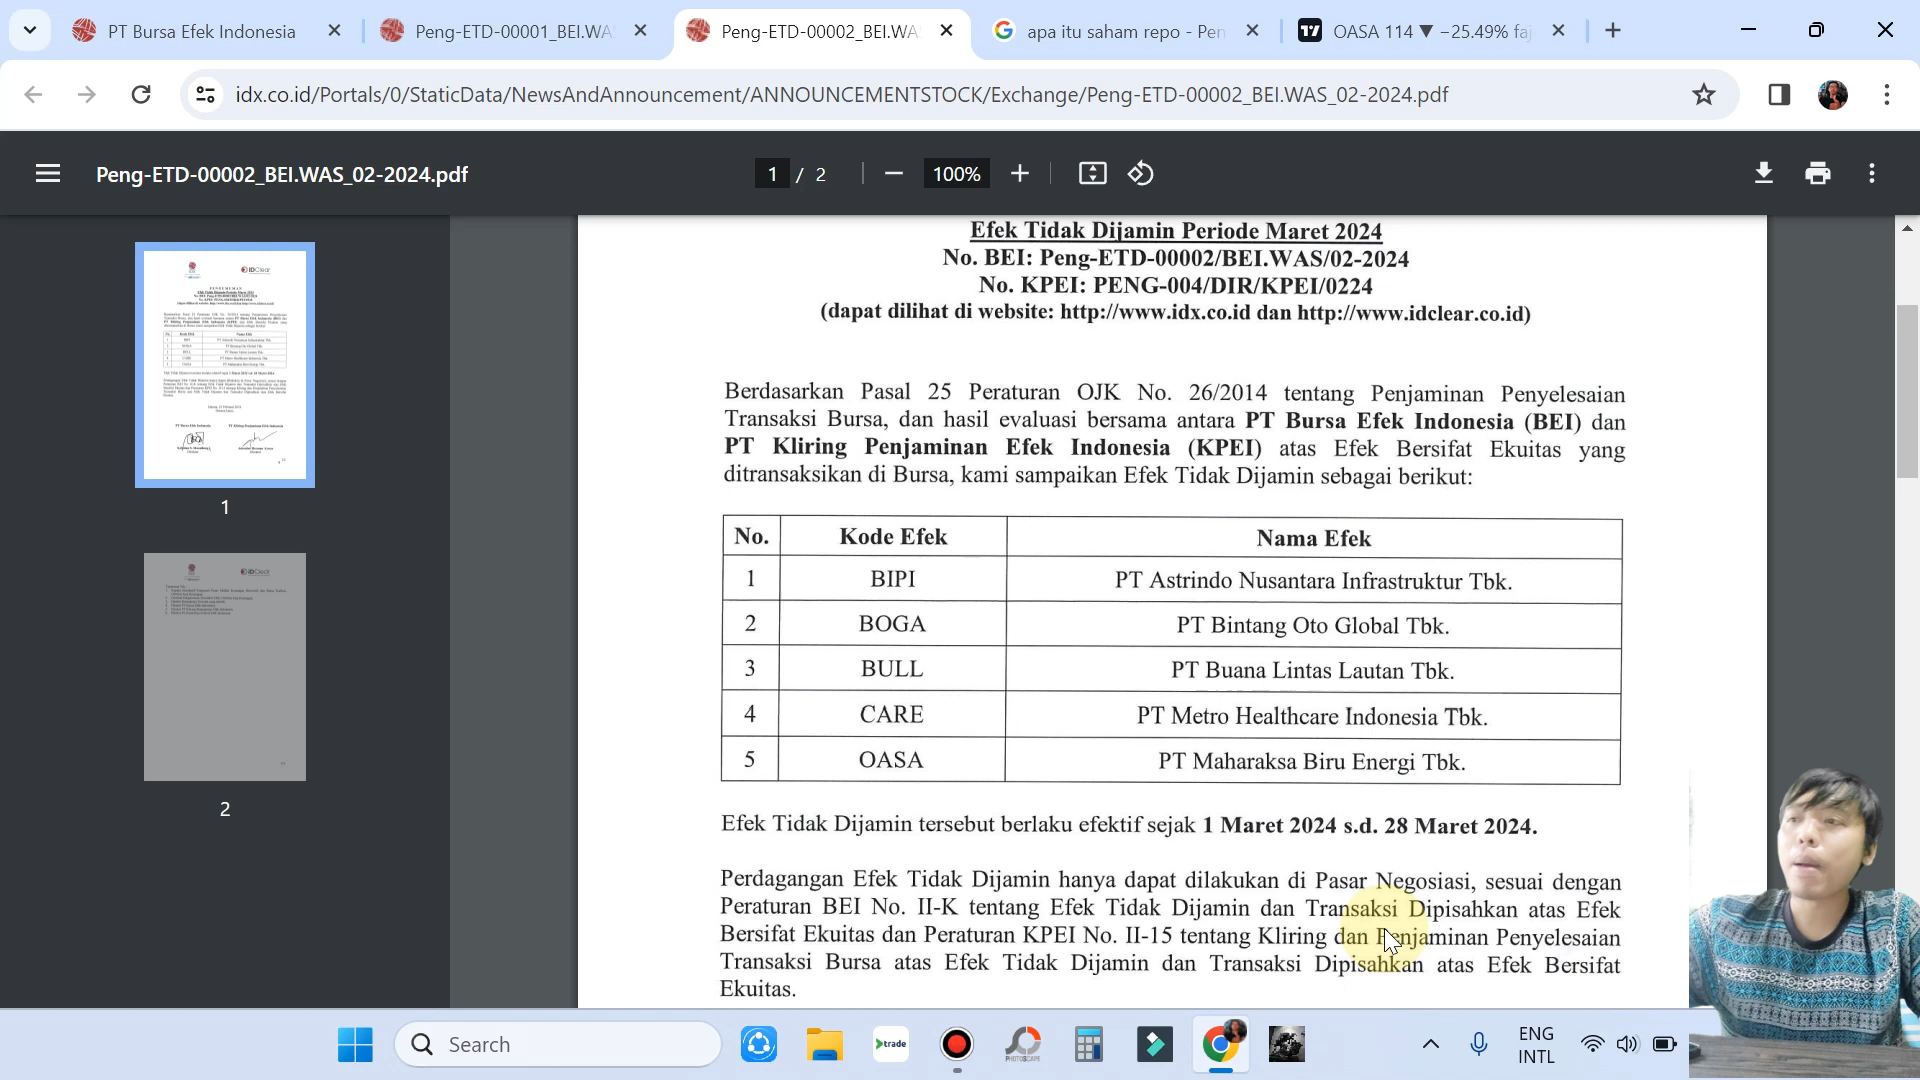 PT Bursa Efek Indonesia
Peng-ETD-00001_BEI.WA
Peng-ETD-00002_BEI.WA
apa itu saham repo - Pen
OASA 114 ▼ −25.49% faj
idx.co.id/Portals/0/StaticData/NewsAndAnnouncement/ANNOUNCEMENTSTOCK/Exchange/Peng-ETD-00002_BEI.WAS_02-2024.pdf
Peng-ETD-00002_BEI.WAS_02-2024.pdf
1 / 2
100%
1
2
Efek Tidak Dijamin Periode Maret 2024
No. BEI: Peng-ETD-00002/BEI.WAS/02-2024
No. KPEI: PENG-004/DIR/KPEI/0224
(dapat dilihat di website: http://www.idx.co.id dan http://www.idclear.co.id)
Berdasarkan Pasal 25 Peraturan OJK No. 26/2014 tentang Penjaminan Penyelesaian
Transaksi Bursa, dan hasil evaluasi bersama antara PT Bursa Efek Indonesia (BEI) dan
PT Kliring Penjaminan Efek Indonesia (KPEI) atas Efek Bersifat Ekuitas yang
ditransaksikan di Bursa, kami sampaikan Efek Tidak Dijamin sebagai berikut:
No. Kode Efek Nama Efek
1 BIPI PT Astrindo Nusantara Infrastruktur Tbk.
2 BOGA PT Bintang Oto Global Tbk.
3 BULL PT Buana Lintas Lautan Tbk.
4 CARE PT Metro Healthcare Indonesia Tbk.
5 OASA PT Maharaksa Biru Energi Tbk.
Efek Tidak Dijamin tersebut berlaku efektif sejak 1 Maret 2024 s.d. 28 Maret 2024.
Perdagangan Efek Tidak Dijamin hanya dapat dilakukan di Pasar Negosiasi, sesuai dengan
Peraturan BEI No. II-K tentang Efek Tidak Dijamin dan Transaksi Dipisahkan atas Efek
Bersifat Ekuitas dan Peraturan KPEI No. II-15 tentang Kliring dan Penjaminan Penyelesaian
Transaksi Bursa atas Efek Tidak Dijamin dan Transaksi Dipisahkan atas Efek Bersifat
Ekuitas.
Search
trade
PHOTOSCAPE
ENG
INTL